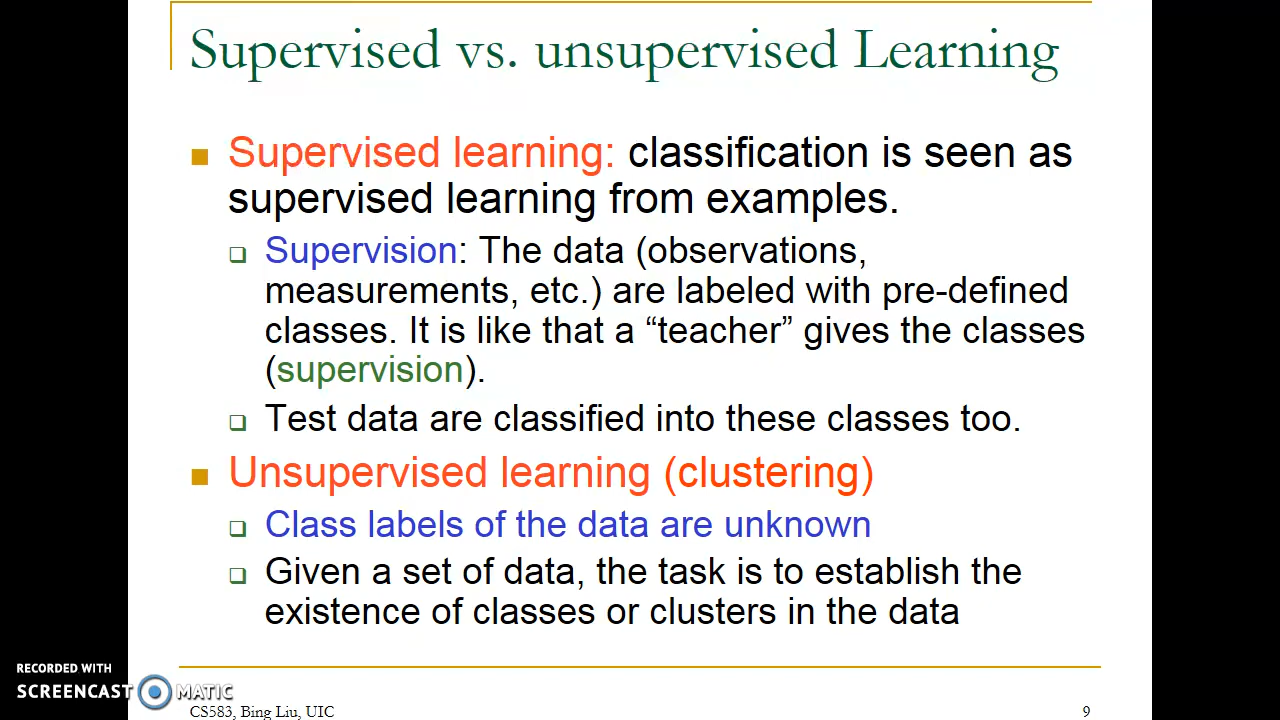 Supervised vs. unsupervised Learning
Supervised learning: classification is seen as
supervised learning from examples.
Supervision: The data (observations,
measurements, etc.) are labeled with pre-defined
classes. It is like that a “teacher” gives the classes
(supervision).
Test data are classified into these classes too.
Unsupervised learning (clustering)
Class labels of the data are unknown
Given a set of data, the task is to establish the
existence of classes or clusters in the data
RECORDED WITH
SCREENCAST MATIC
CS583, Bing Liu, UIC
9